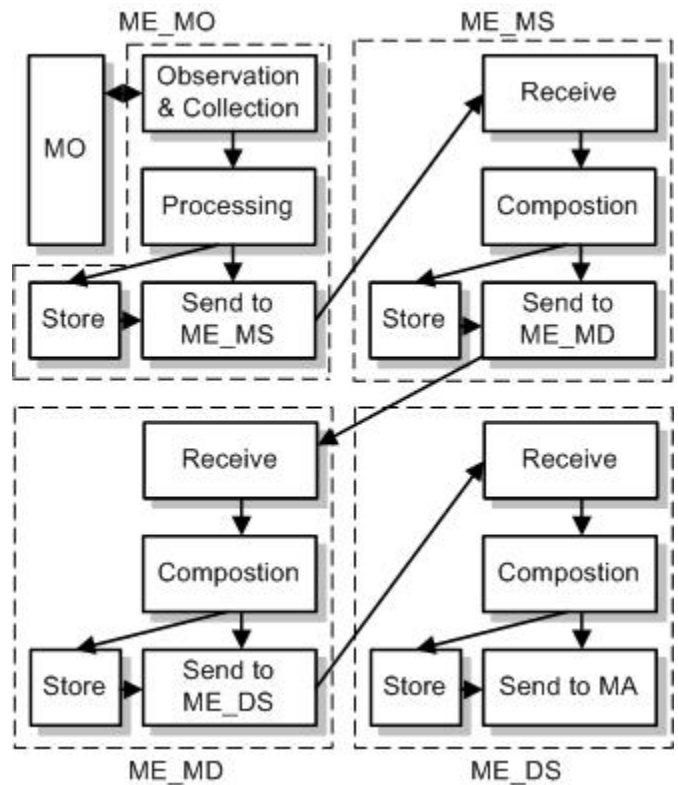 ME_MO
Observation
& Collection
MO
Processing
Store
Send to
ME_MS
ME_MS
Receive
Compostion
Store
Send to
ME_MD
Receive
Compostion
Store
Send to
ME_DS
ME_MD
Receive
Compostion
Store
Send to MA
ME_DS